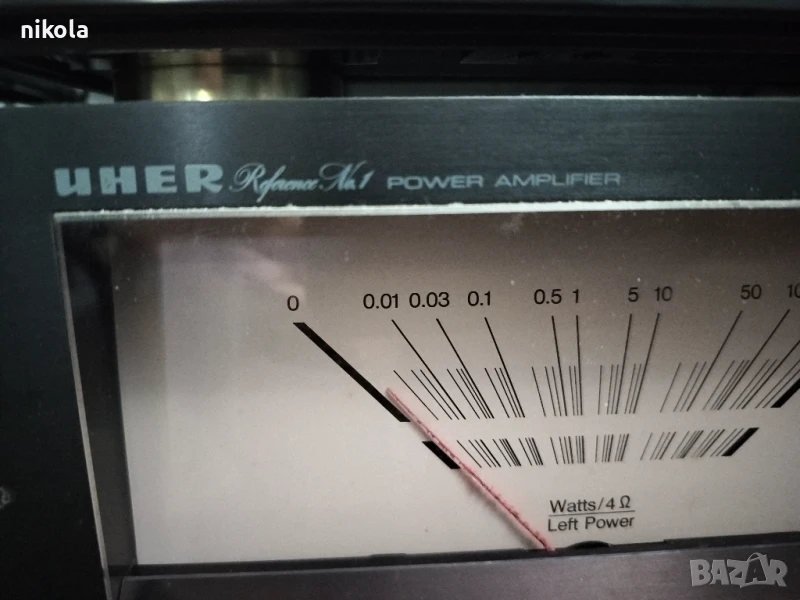 nikola
UHER Reference No.1 POWER AMPLIFIER
0 0.01 0.03 0.1 0.5 1 5 10 50
Watts/4 Ω
Left Power
BAZAR